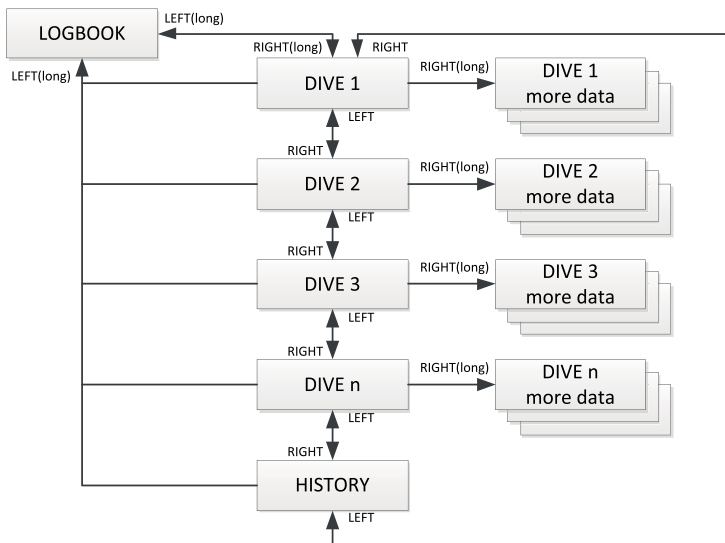 LEFT(long)
LOGBOOK
RIGHT(long)
RIGHT
LEFT(long)
DIVE 1
RIGHT(long)
DIVE 1
more data
LEFT
RIGHT
DIVE 2
RIGHT(long)
DIVE 2
more data
LEFT
RIGHT
DIVE 3
RIGHT(long)
DIVE 3
more data
LEFT
RIGHT
DIVE n
RIGHT(long)
DIVE n
more data
LEFT
RIGHT
HISTORY
LEFT